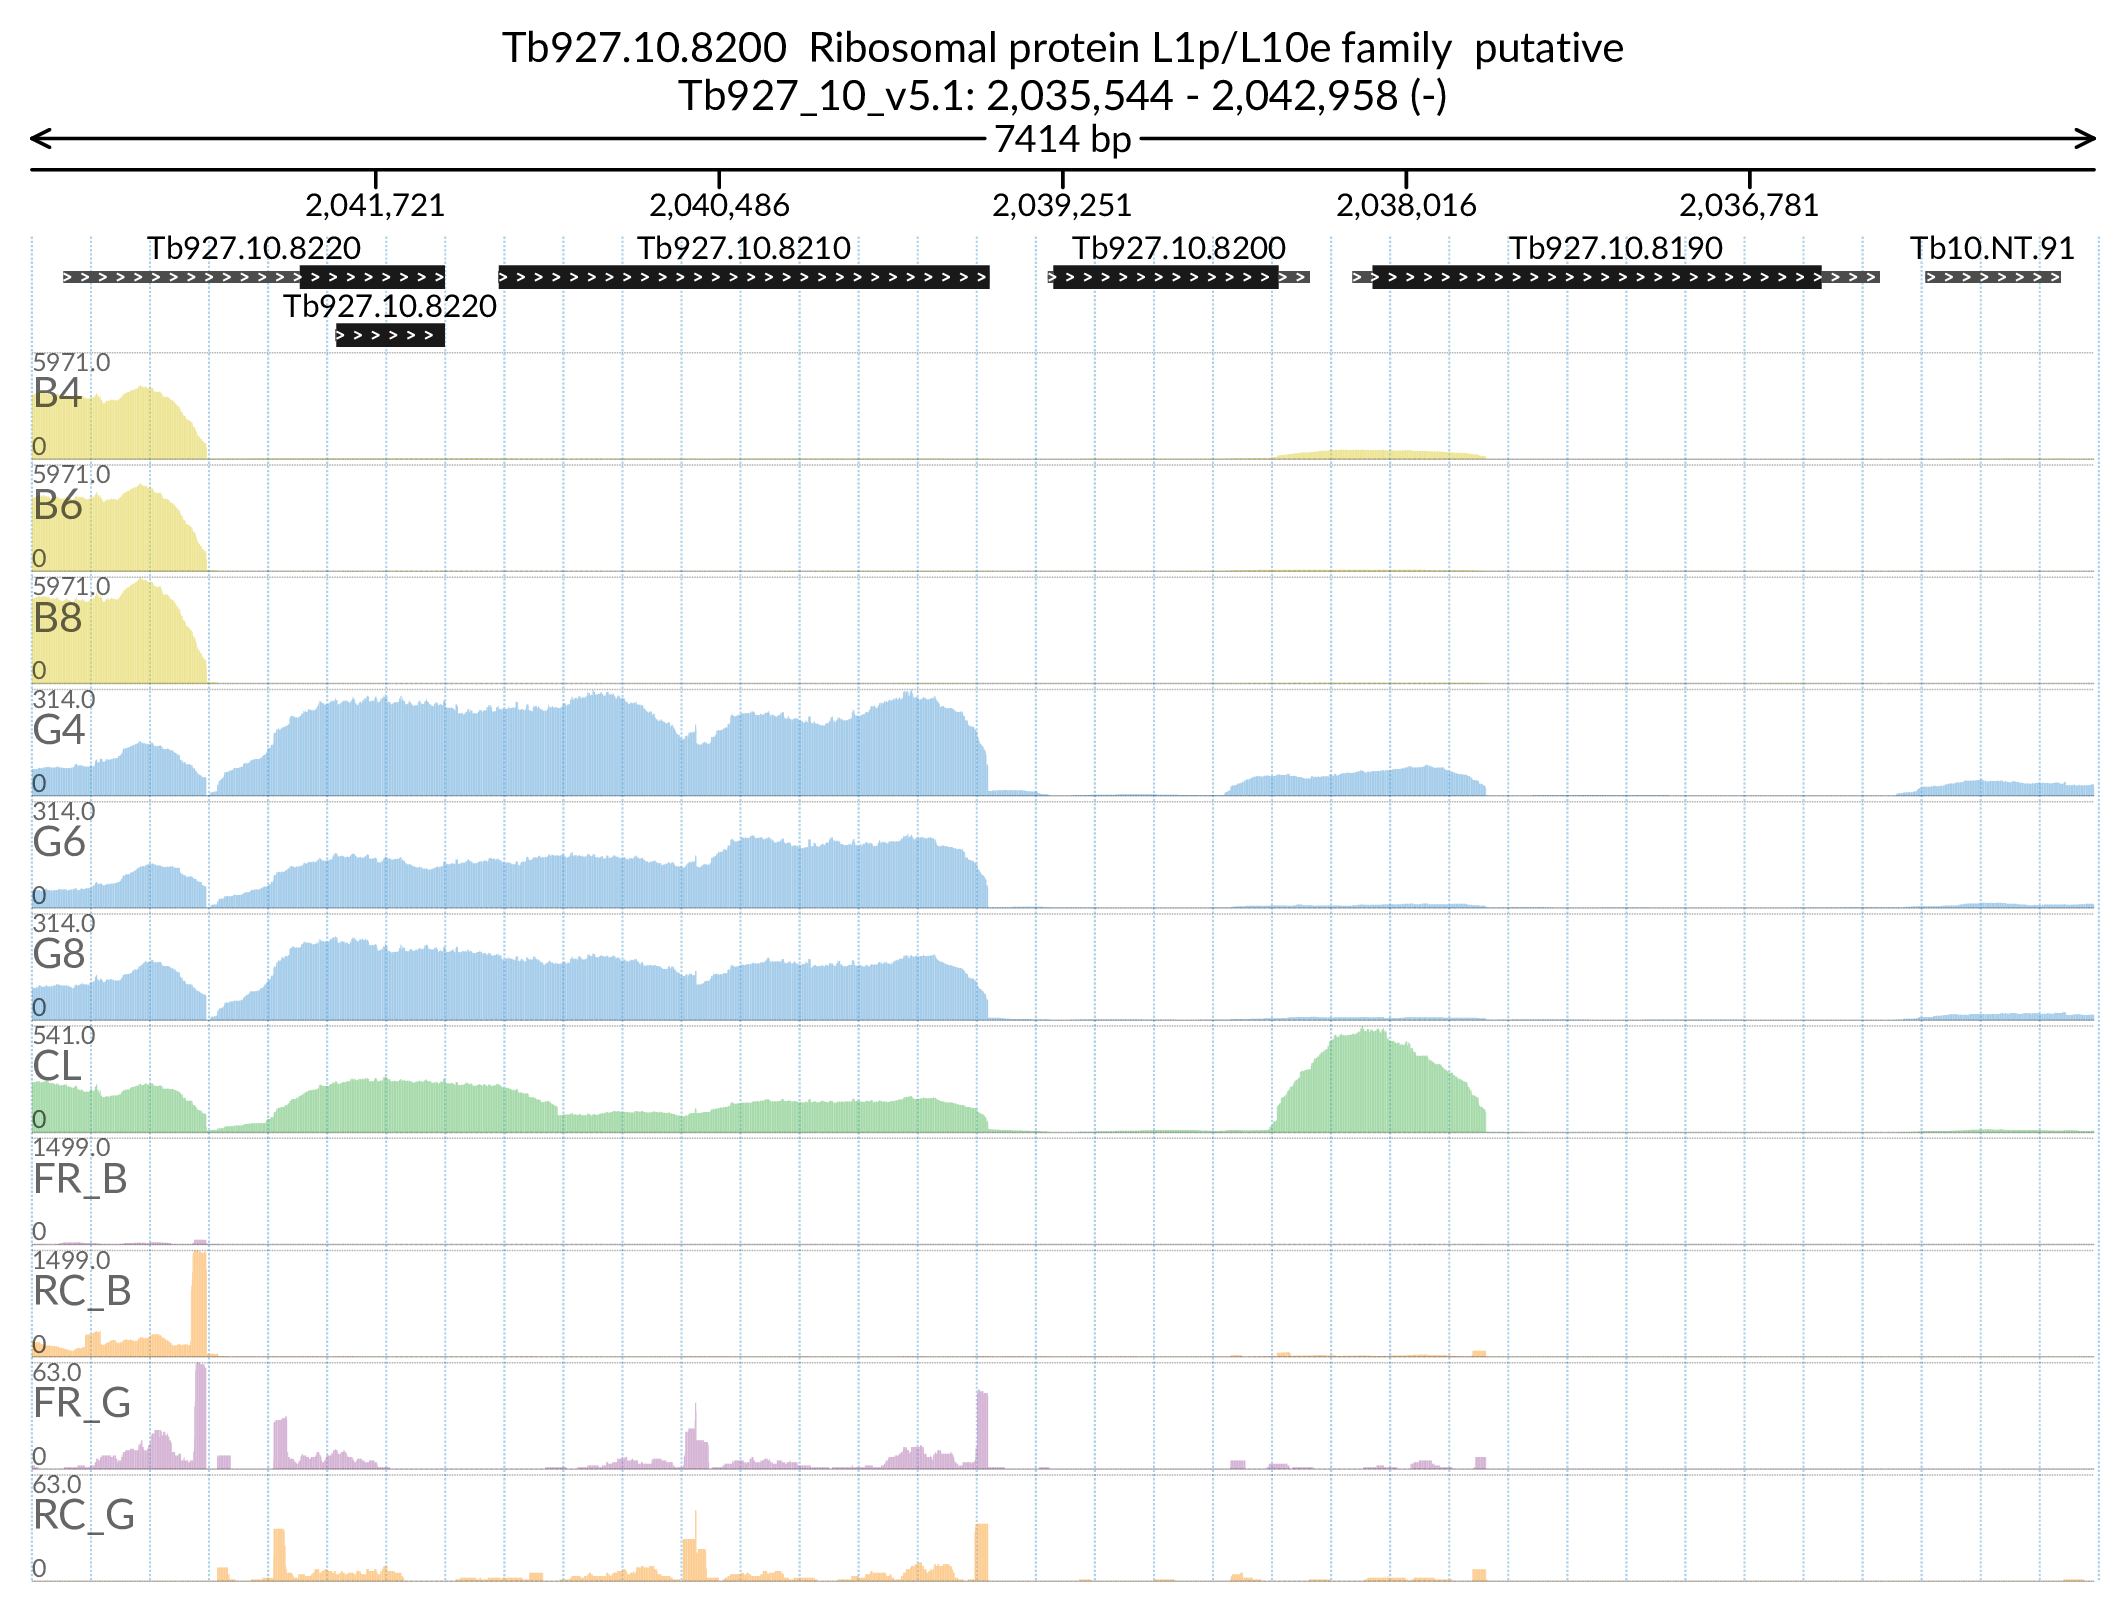 Tb927.10.8200  Ribosomal protein L1p/L10e family  putative
Tb927_10_v5.1: 2,035,544 - 2,042,958 (-)
7414 bp
2,041,721 2,040,486 2,039,251 2,038,016 2,036,781
Tb927.10.8220 Tb927.10.8210 Tb927.10.8200 Tb927.10.8190 Tb10.NT.91
Tb927.10.8220
5971.0
B4
0
5971.0
B6
0
5971.0
B8
0
314.0
G4
0
314.0
G6
0
314.0
G8
0
541.0
CL
0
1499.0
FR_B
0
1499.0
RC_B
0
63.0
FR_G
0
63.0
RC_G
0